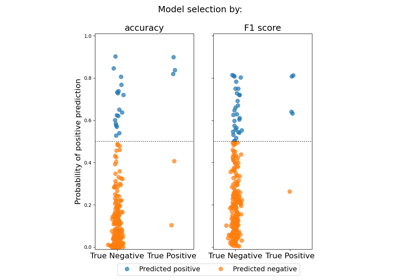 Model selection by:
accuracy
F1 score
Probability of positive prediction
1.0
0.8
0.6
0.4
0.2
0.0
True Negative True Positive
True Negative True Positive
Predicted positive Predicted negative